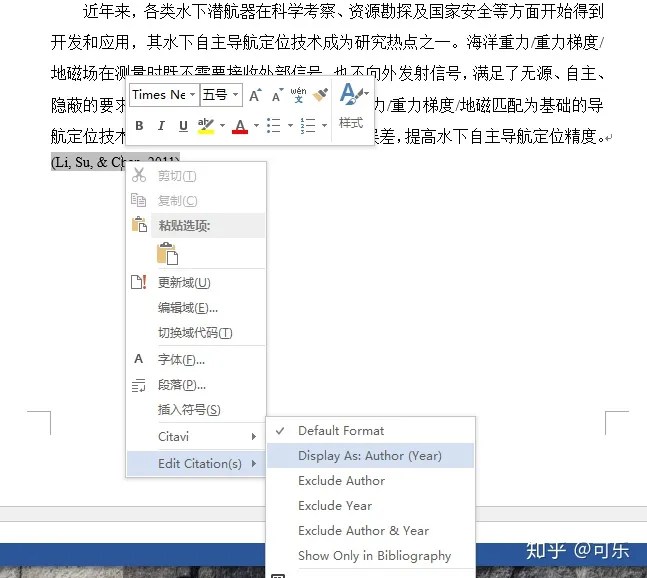 近年来，各类水下潜航器在科学考察、资源勘探及国家安全等方面开始得到
开发和应用，其水下自主导航定位技术成为研究热点之一。海洋重力/重力梯度/
地磁场在测量时既不需要接收外部信号，也不向外发射信号，满足了无源、自主、
隐蔽的要求 力/重力梯度/地磁匹配为基础的导
航定位技术 误差，提高水下自主导航定位精度。
(Li, Su, & Chen, 2011)
Times Ne 五号 A A wén 文 A
B I U aby A 样式
剪切(T)
复制(C)
粘贴选项:
更新域(U)
编辑域(E)...
切换域代码(T)
A 字体(F)...
段落(P)...
插入符号(S)
Citavi
Edit Citation(s)
Default Format
Display As: Author (Year)
Exclude Author
Exclude Year
Exclude Author & Year
Show Only in Bibliography
知乎 @可乐